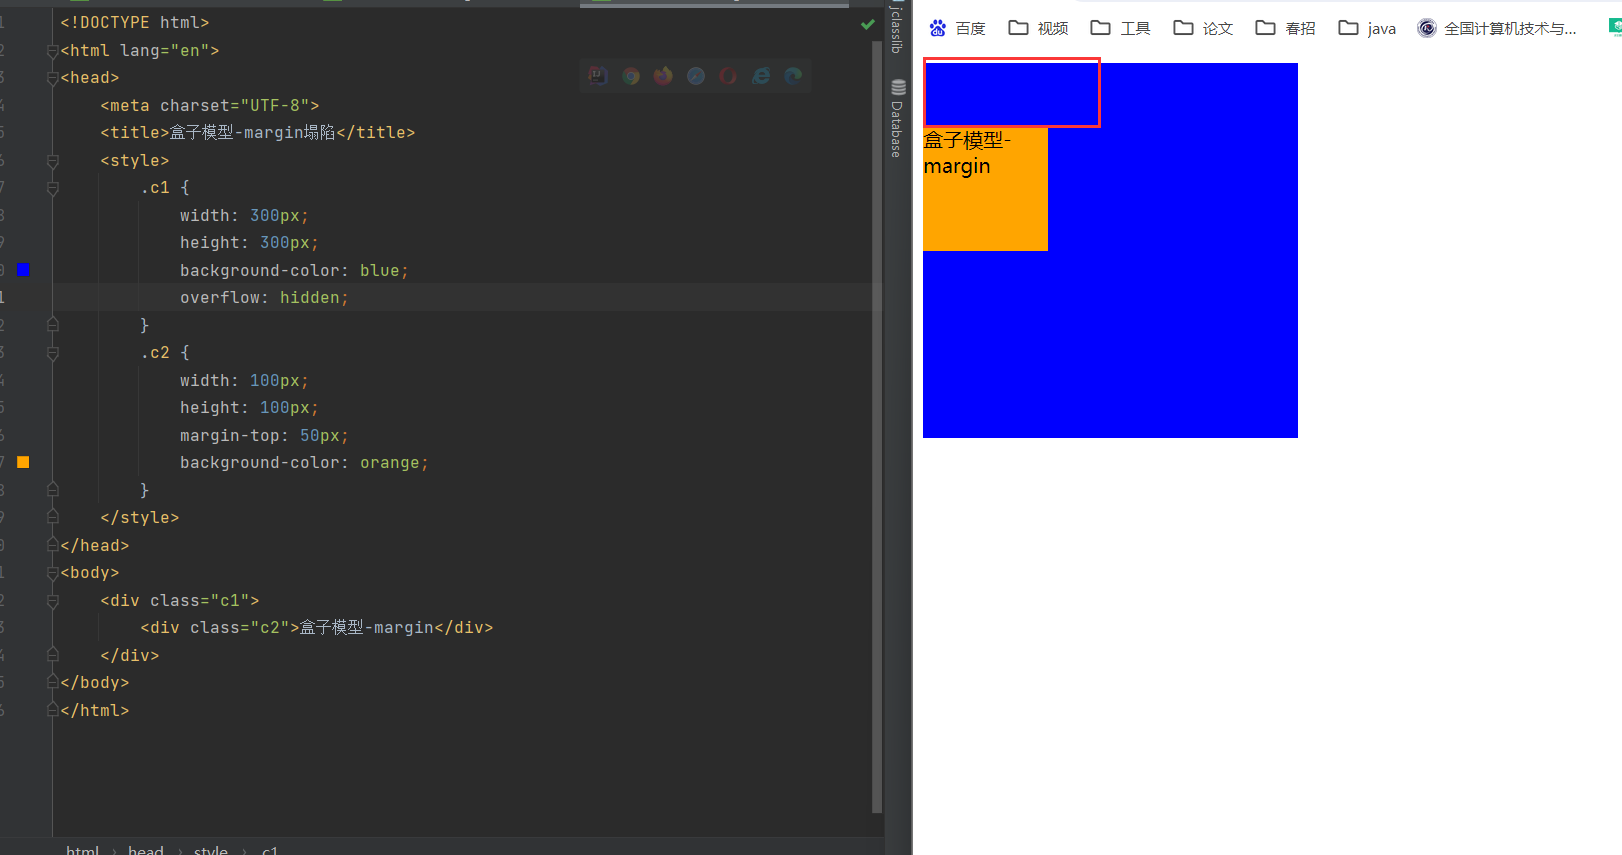 <!DOCTYPE html>
<html lang="en">
<head>
    <meta charset="UTF-8">
    <title>盒子模型-margin塌陷</title>
    <style>
        .c1 {
            width: 300px;
            height: 300px;
            background-color: blue;
            overflow: hidden;
        }
        .c2 {
            width: 100px;
            height: 100px;
            margin-top: 50px;
            background-color: orange;
        }
    </style>
</head>
<body>
    <div class="c1">
        <div class="c2">盒子模型-margin</div>
    </div>
</body>
</html>
html › head › style › .c1
jclasslib
Database
百度 视频 工具 论文 春招 java 全国计算机技术与...
盒子模型-
margin